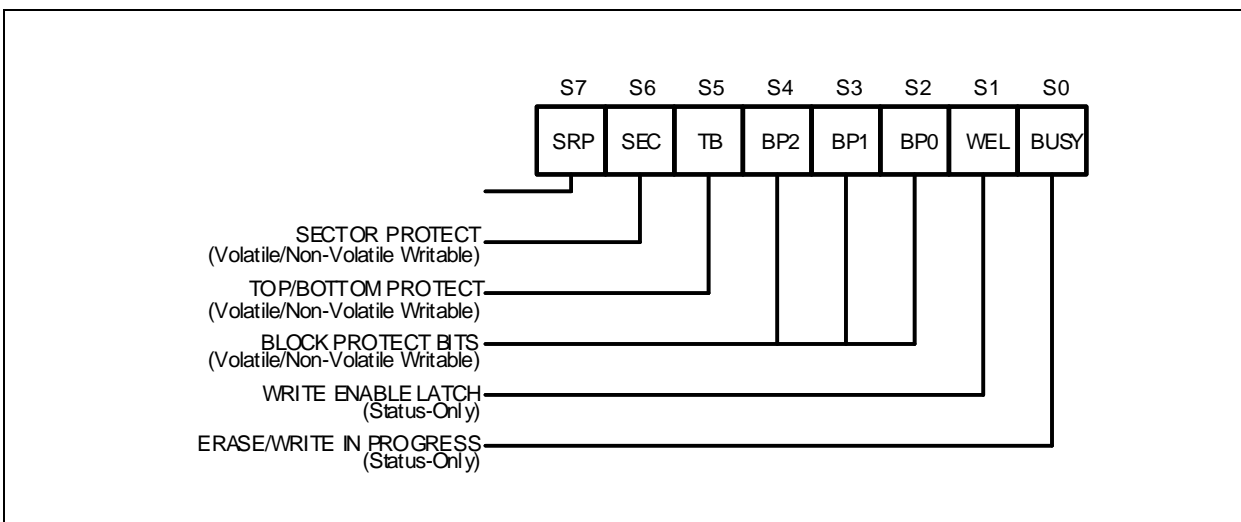 S7 S6 S5 S4 S3 S2 S1 S0
SRP SEC TB BP2 BP1 BP0 WEL BUSY
SECTOR PROTECT
(Volatile/Non-Volatile Writable)
TOP/BOTTOM PROTECT
(Volatile/Non-Volatile Writable)
BLOCK PROTECT BITS
(Volatile/Non-Volatile Writable)
WRITE ENABLE LATCH
(Status-Only)
ERASE/WRITE IN PROGRESS
(Status-Only)